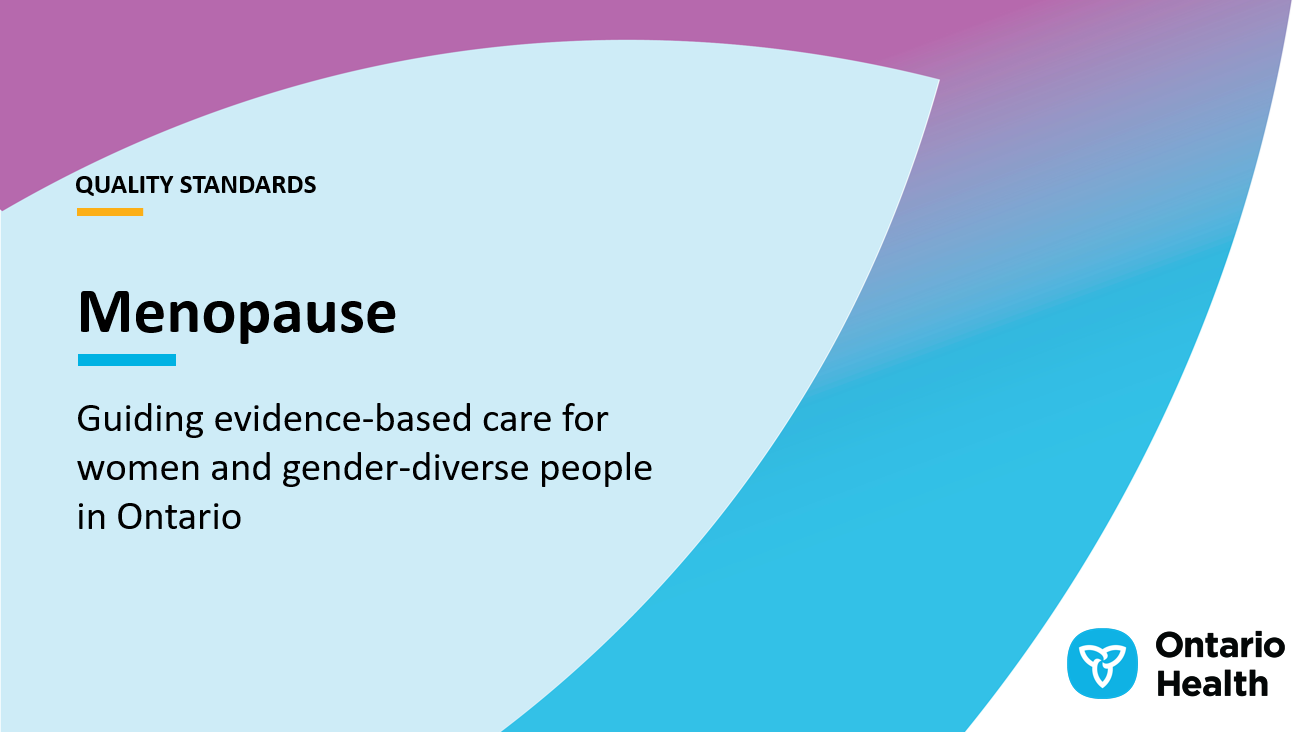 QUALITY STANDARDS
Menopause
Guiding evidence-based care for
women and gender-diverse people
in Ontario
Ontario
Health